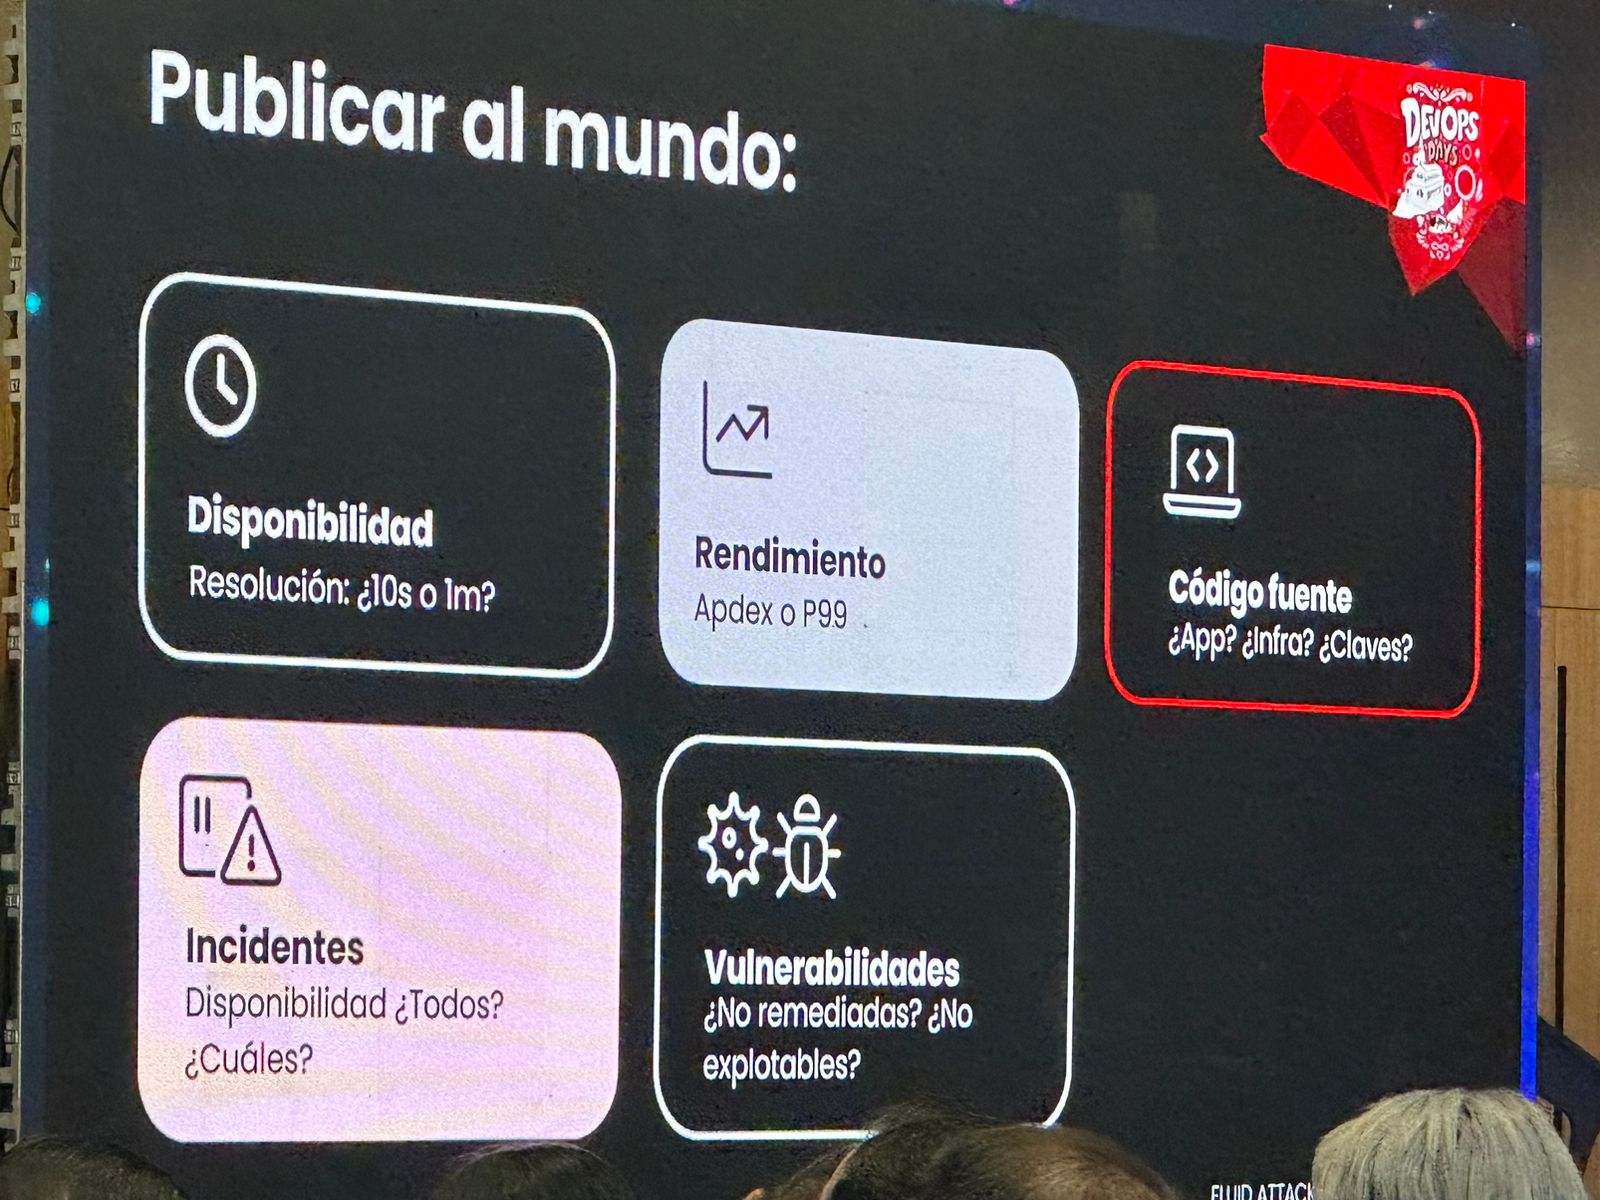 Publicar al mundo:
DEVOPS
DAYS
Disponibilidad
Resolución: ¿10s o 1m?
Rendimiento
Apdex o P99
Código fuente
¿App? ¿Infra? ¿Claves?
Incidentes
Disponibilidad ¿Todos?
¿Cuáles?
Vulnerabilidades
¿No remediadas? ¿No
explotables?
FLUID ATTACK